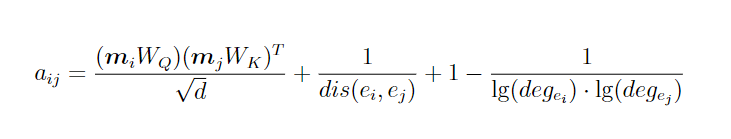 $$a_{ij} = \frac{(\boldsymbol{m}_i W_Q)(\boldsymbol{m}_j W_K)^T}{\sqrt{d}} + \frac{1}{dis(e_i, e_j)} + 1 - \frac{1}{\lg(deg_{e_i}) \cdot \lg(deg_{e_j})}$$